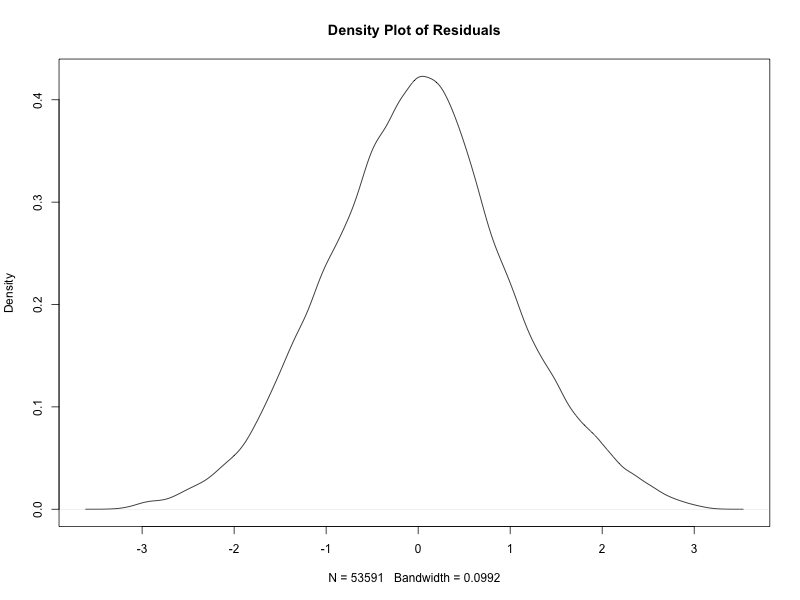 Density Plot of Residuals
Density
0.4
0.3
0.2
0.1
0.0
-3 -2 -1 0 1 2 3
N = 53591 Bandwidth = 0.0992